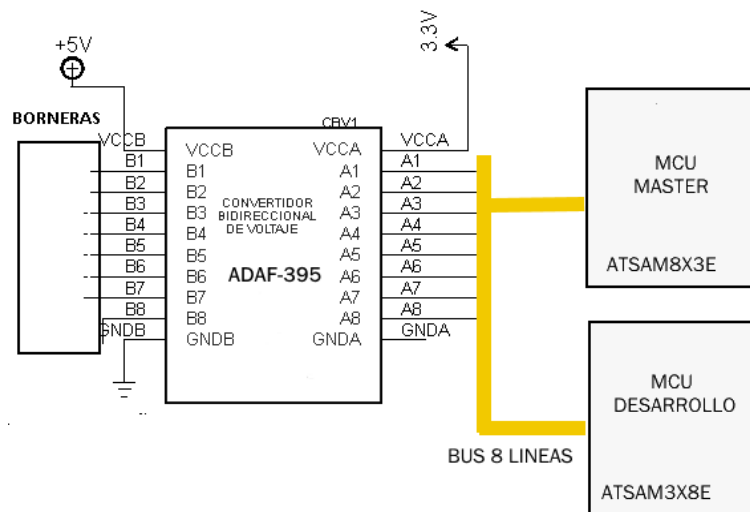 +5V
3.3V
BORNERAS
CBV1
VCCB
B1
B2
B3
B4
B5
B6
B7
B8
GNDB
VCCB
B1
B2
B3
B4
B5
B6
B7
B8
GNDB
CONVERTIDOR
BIDIRECCIONAL
DE VOLTAJE
ADAF-395
VCCA
A1
A2
A3
A4
A5
A6
A7
A8
GNDA
VCCA
A1
A2
A3
A4
A5
A6
A7
A8
GNDA
MCU
MASTER
ATSAM8X3E
MCU
DESARROLLO
ATSAM3X8E
BUS 8 LINEAS